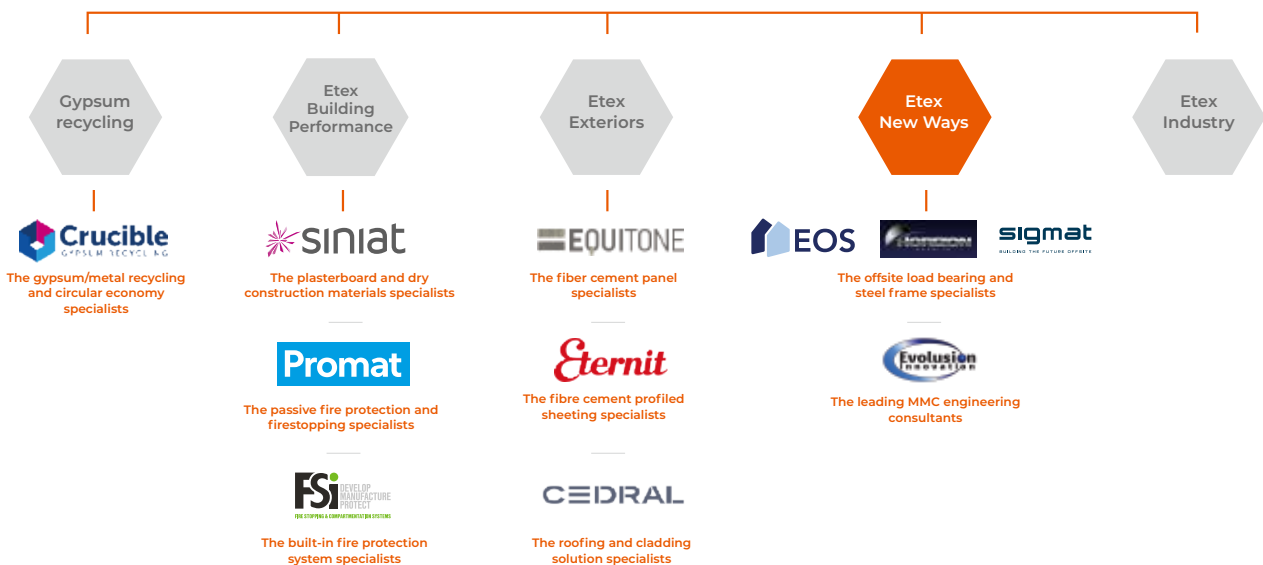 Gypsum
recycling
Etex
Building
Performance
Etex
Exteriors
Etex
New Ways
Etex
Industry
Crucible
GYPSUM RECYCLING
The gypsum/metal recycling
and circular economy
specialists
siniat
The plasterboard and dry
construction materials specialists
Promat
The passive fire protection and
firestopping specialists
FSi
DEVELOP
MANUFACTURE
PROTECT
FIRE STOPPING & COMPARTMENTATION SYSTEMS
The built-in fire protection
system specialists
EQUITONE
The fiber cement panel
specialists
Eternit
The fibre cement profiled
sheeting specialists
CEDRAL
The roofing and cladding
solution specialists
EOS
HORIZON
sigmat
BUILDING THE FUTURE OFFSITE
The offsite load bearing and
steel frame specialists
Evolusion
Innovation
The leading MMC engineering
consultants